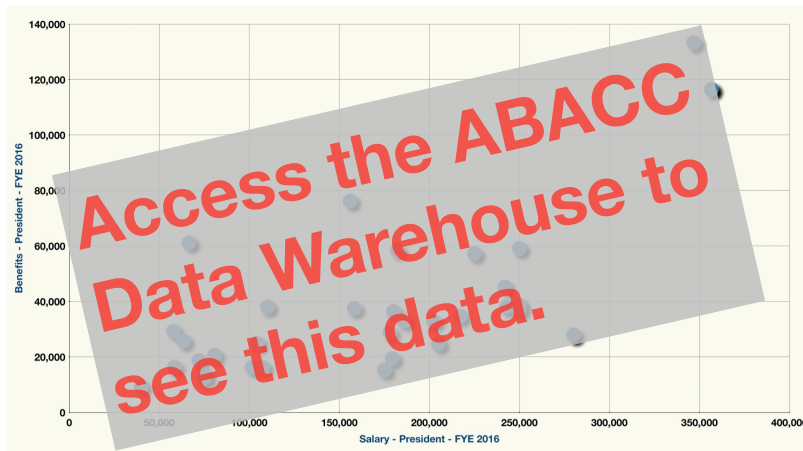 140,000
120,000
100,000
80,000
60,000
40,000
20,000
0
Benefits - President - FYE 2016
Access the ABACC
Data Warehouse to
see this data.
0 50,000 100,000 150,000 200,000 250,000 300,000 350,000 400,00
Salary - President - FYE 2016